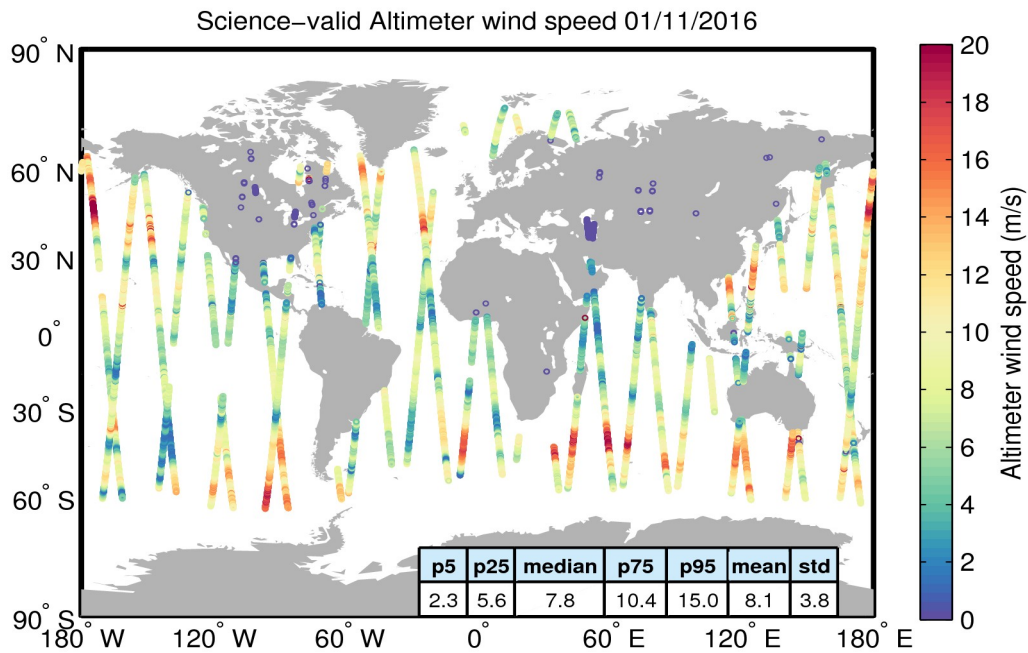 Science−valid Altimeter wind speed 01/11/2016
90° N
60° N
30° N
0°
30° S
60° S
90° S
180° W
120° W
60° W
0°
60° E
120° E
180° E
p5 p25 median p75 p95 mean std
2.3 5.6 7.8 10.4 15.0 8.1 3.8
20
18
16
14
12
10
8
6
4
2
0
Altimeter wind speed (m/s)